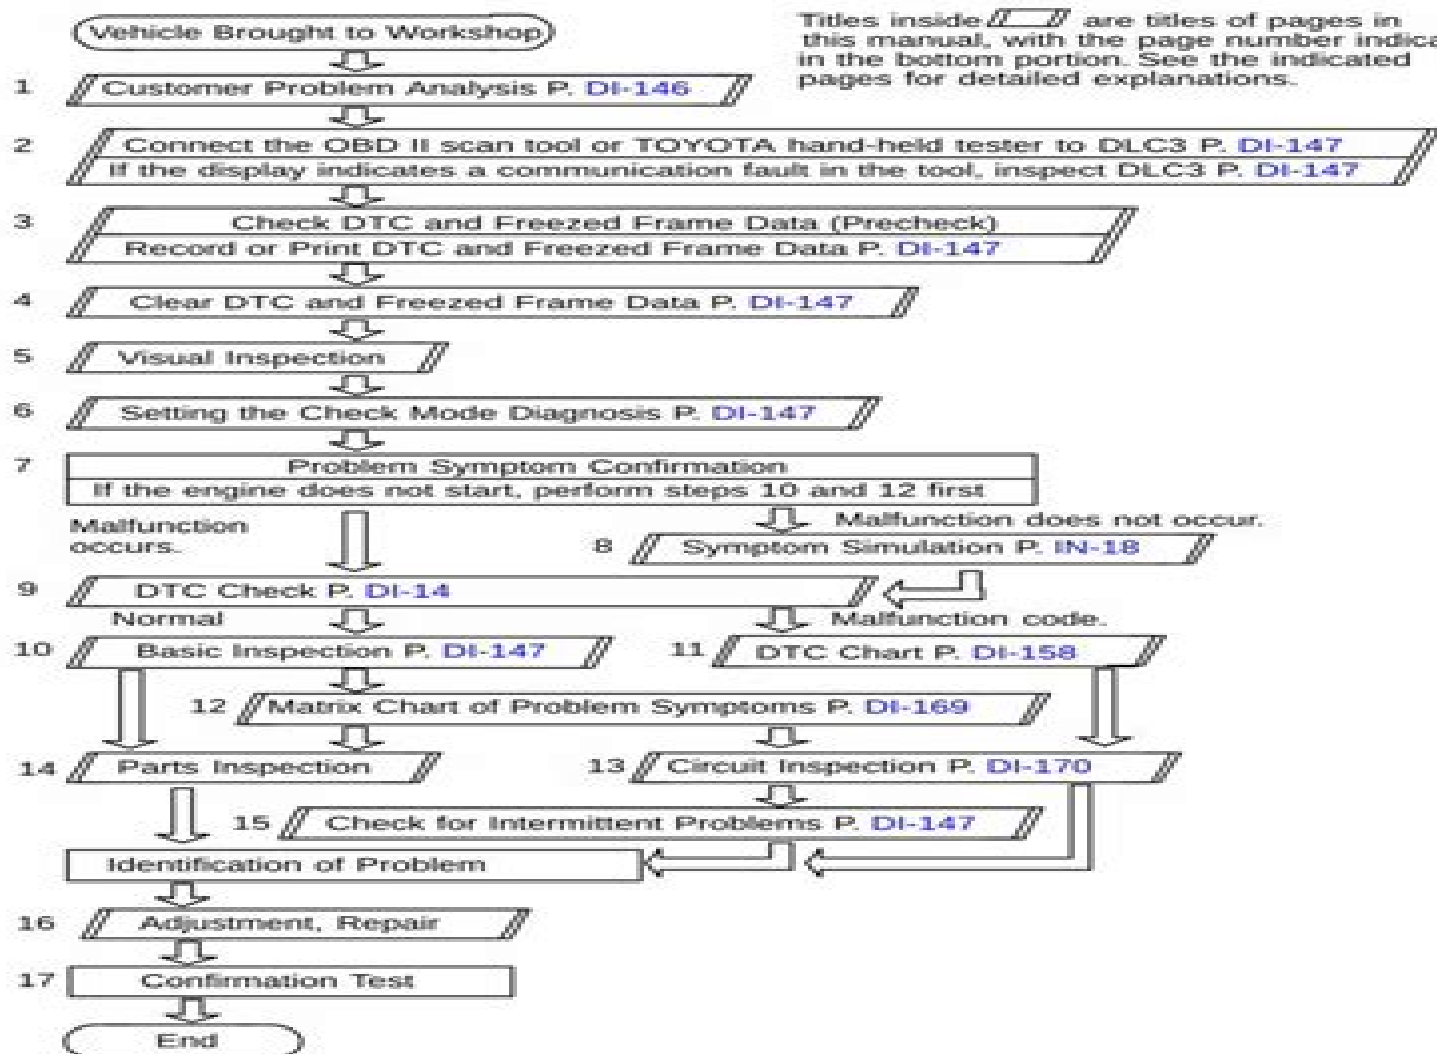 Vehicle Brought to Workshop
Titles inside are titles of pages in
this manual, with the page number indica
in the bottom portion. See the indicated
pages for detailed explanations.
1 Customer Problem Analysis P. DI-146
2 Connect the OBD II scan tool or TOYOTA hand-held tester to DLC3 P. DI-147
If the display indicates a communication fault in the tool, inspect DLC3 P. DI-147
3 Check DTC and Freezed Frame Data (Precheck)
Record or Print DTC and Freezed Frame Data P. DI-147
4 Clear DTC and Freezed Frame Data P. DI-147
5 Visual Inspection
6 Setting the Check Mode Diagnosis P. DI-147
7 Problem Symptom Confirmation
If the engine does not start, perform steps 10 and 12 first
Malfunction
occurs.
Malfunction does not occur.
8 Symptom Simulation P. IN-18
9 DTC Check P. DI-14
Normal
Malfunction code.
10 Basic Inspection P. DI-147
11 DTC Chart P. DI-158
12 Matrix Chart of Problem Symptoms P. DI-169
14 Parts Inspection
13 Circuit Inspection P. DI-170
15 Check for Intermittent Problems P. DI-147
Identification of Problem
16 Adjustment, Repair
17 Confirmation Test
End